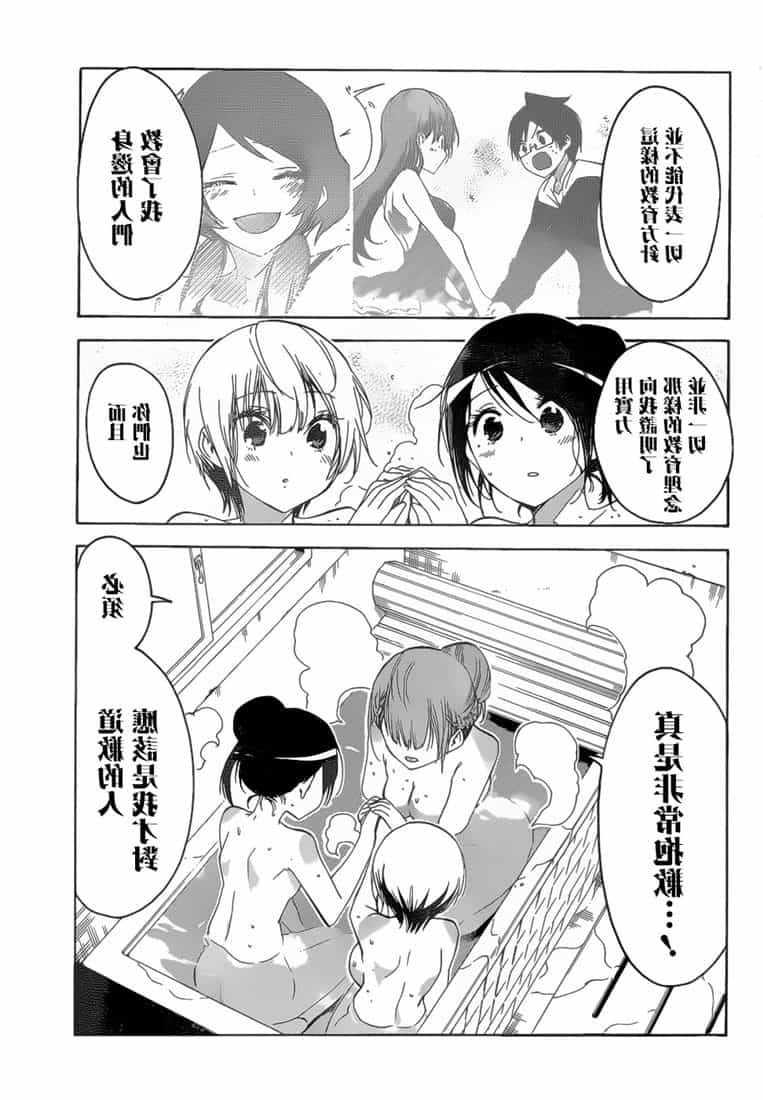 身邊的人們
教會了我
這樣的教育方針
並不能代表一切
而且
你們也
用實力
向我證明了
那樣的教育理念
並非一切
必須
道歉的人
應該是我才對
真是非常抱歉…！